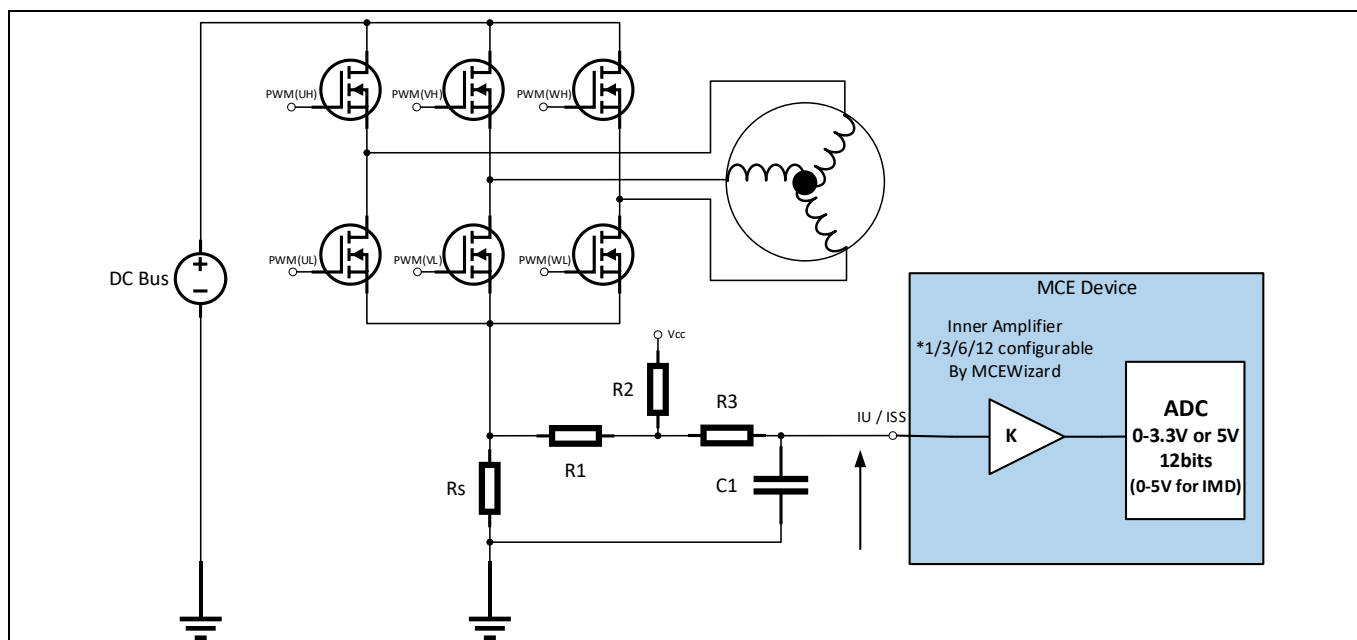 PWM(UH)
PWM(VH)
PWM(WH)
PWM(UL)
PWM(VL)
PWM(WL)
DC Bus
+
−
MCE Device
Inner Amplifier
*1/3/6/12 configurable
By MCEWizard
Vcc
R2
R3
R1
Rs
C1
IU / ISS
K
ADC
0-3.3V or 5V
12bits
(0-5V for IMD)